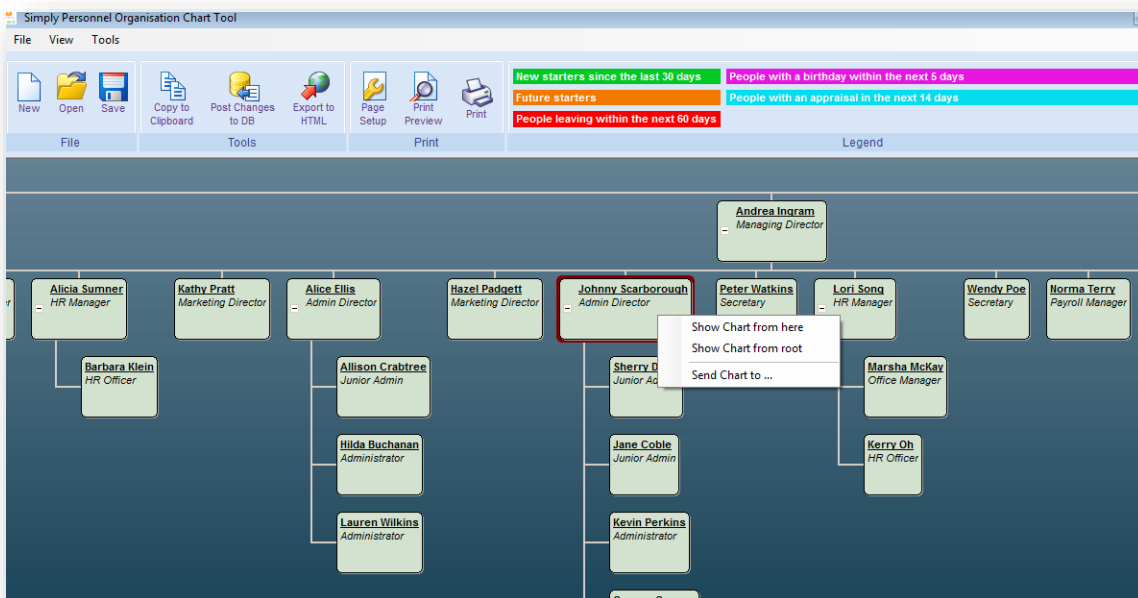 Simply Personnel Organisation Chart Tool
File View Tools
New starters since the last 30 days People with a birthday within the next 5 days
Future starters People with an appraisal in the next 14 days
People leaving within the next 60 days
New Open Save Copy to Clipboard Post Changes to DB Export to HTML Page Setup Print Preview Print
File Tools Print Legend
Andrea Ingram
Managing Director
Alicia Sumner
HR Manager
Kathy Pratt
Marketing Director
Alice Ellis
Admin Director
Hazel Padgett
Marketing Director
Johnny Scarborough
Admin Director
Peter Watkins
Secretary
Lori Song
HR Manager
Wendy Poe
Secretary
Norma Terry
Payroll Manager
Show Chart from here
Show Chart from root
Send Chart to ...
Barbara Klein
HR Officer
Allison Crabtree
Junior Admin
Sherry
Junior
Marsha McKay
Office Manager
Hilda Buchanan
Administrator
Jane Coble
Junior Admin
Kerry Oh
HR Officer
Lauren Wilkins
Administrator
Kevin Perkins
Administrator